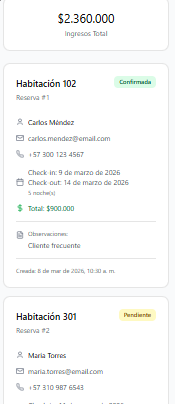 $2.360.000
Ingresos Total
Habitación 102
Confirmada
Reserva #1
Carlos Méndez
carlos.mendez@email.com
+57 300 123 4567
Check-in: 9 de marzo de 2026
Check-out: 14 de marzo de 2026
5 noche(s)
Total: $900.000
Observaciones:
Cliente frecuente
Creada: 8 de mar de 2026, 10:30 a. m.
Habitación 301
Pendiente
Reserva #2
María Torres
maria.torres@email.com
+57 310 987 6543